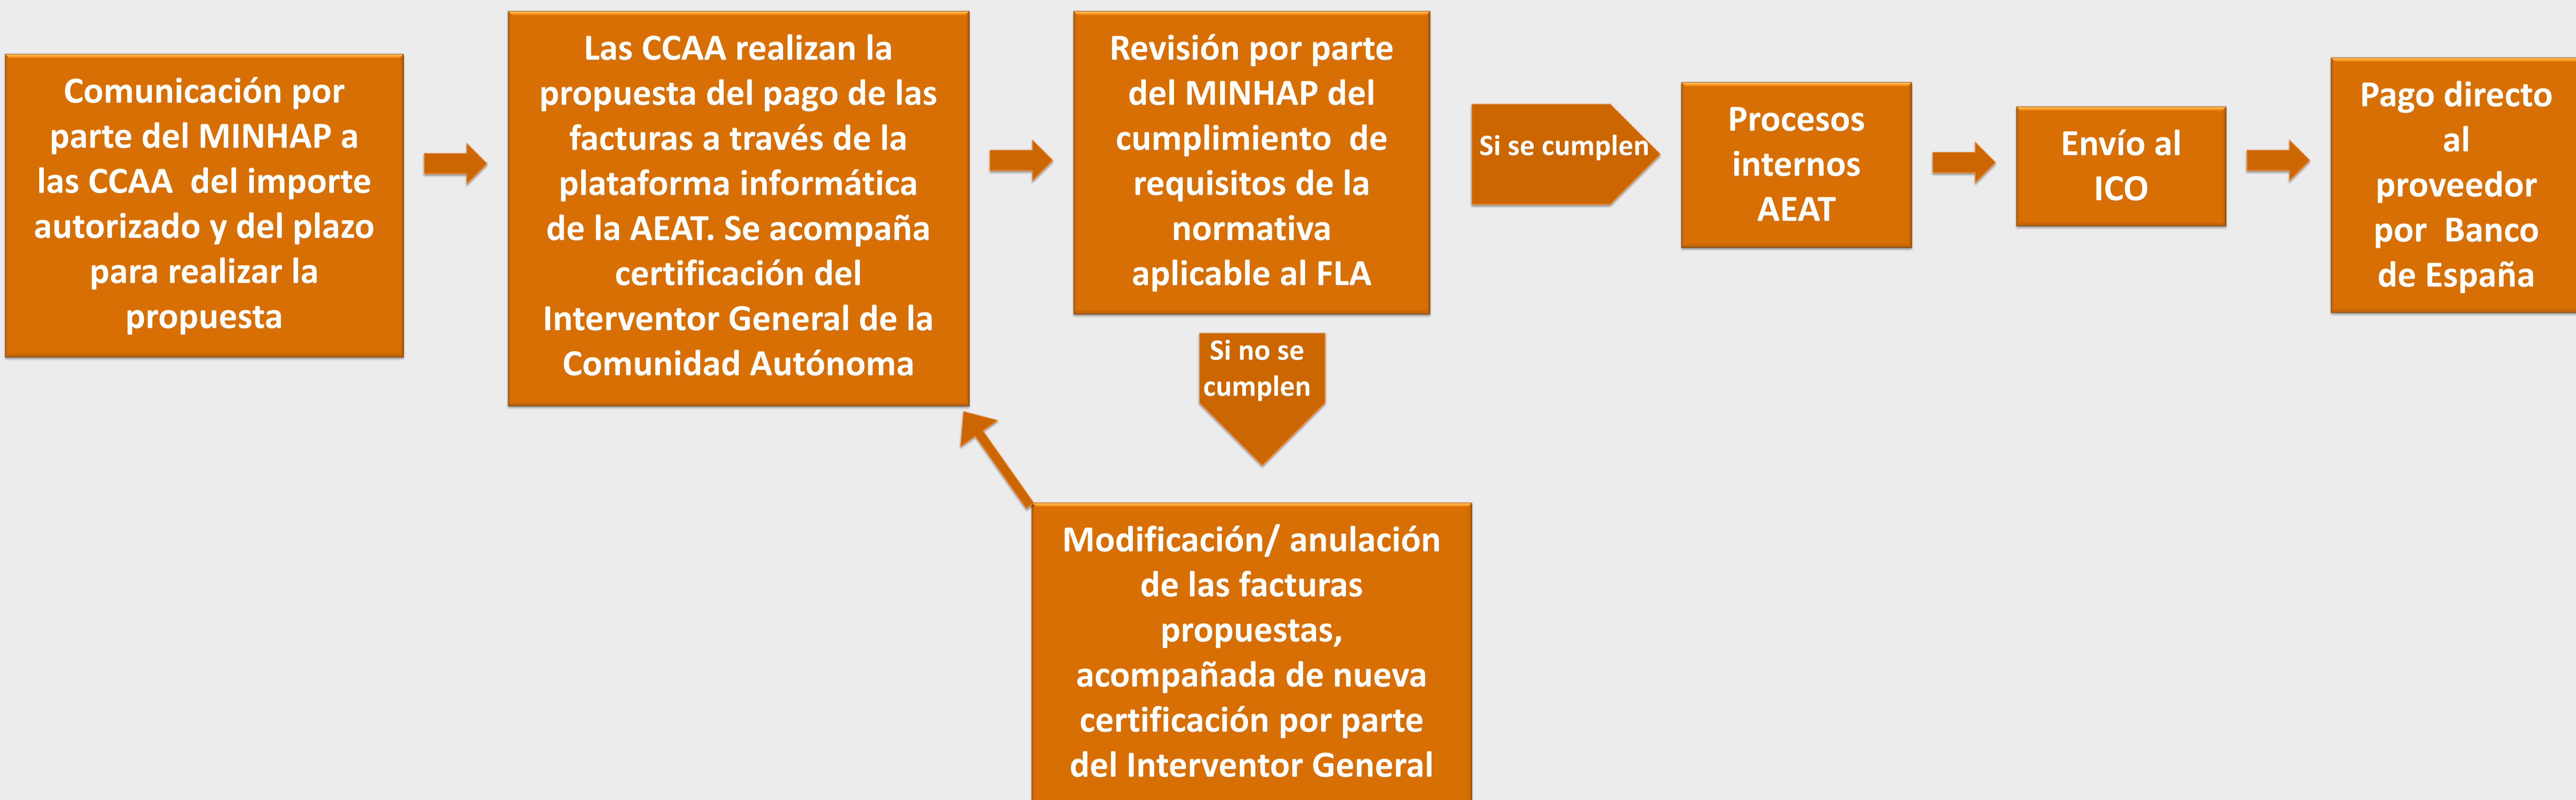 Comunicación por
parte del MINHAP a
las CCAA del importe
autorizado y del plazo
para realizar la
propuesta
Las CCAA realizan la
propuesta del pago de las
facturas a través de la
plataforma informática
de la AEAT. Se acompaña
certificación del
Interventor General de la
Comunidad Autónoma
Revisión por parte
del MINHAP del
cumplimiento de
requisitos de la
normativa
aplicable al FLA
Si se cumplen
Procesos
internos
AEAT
Envío al
ICO
Pago directo
al
proveedor
por Banco
de España
Si no se
cumplen
Modificación/ anulación
de las facturas
propuestas,
acompañada de nueva
certificación por parte
del Interventor General